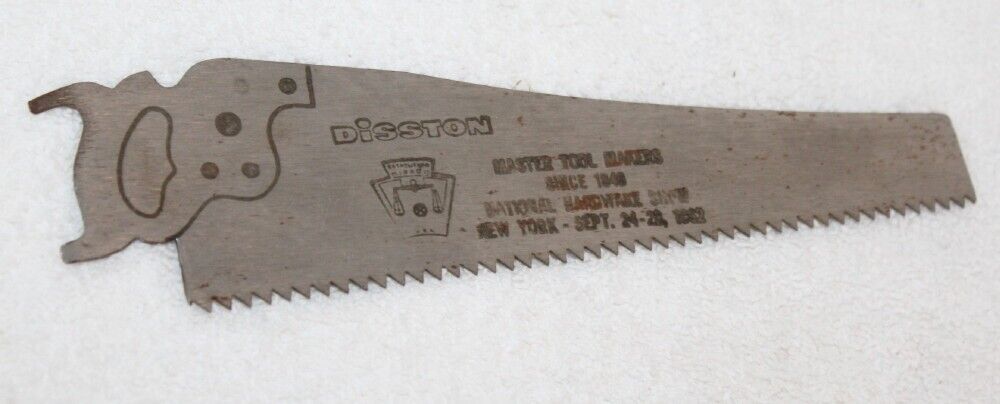 DiSSTON
MASTER TOOL MAKERS
SINCE 1840
NATIONAL HARDWARE SHOW
NEW YORK - SEPT. 24-28, 1962